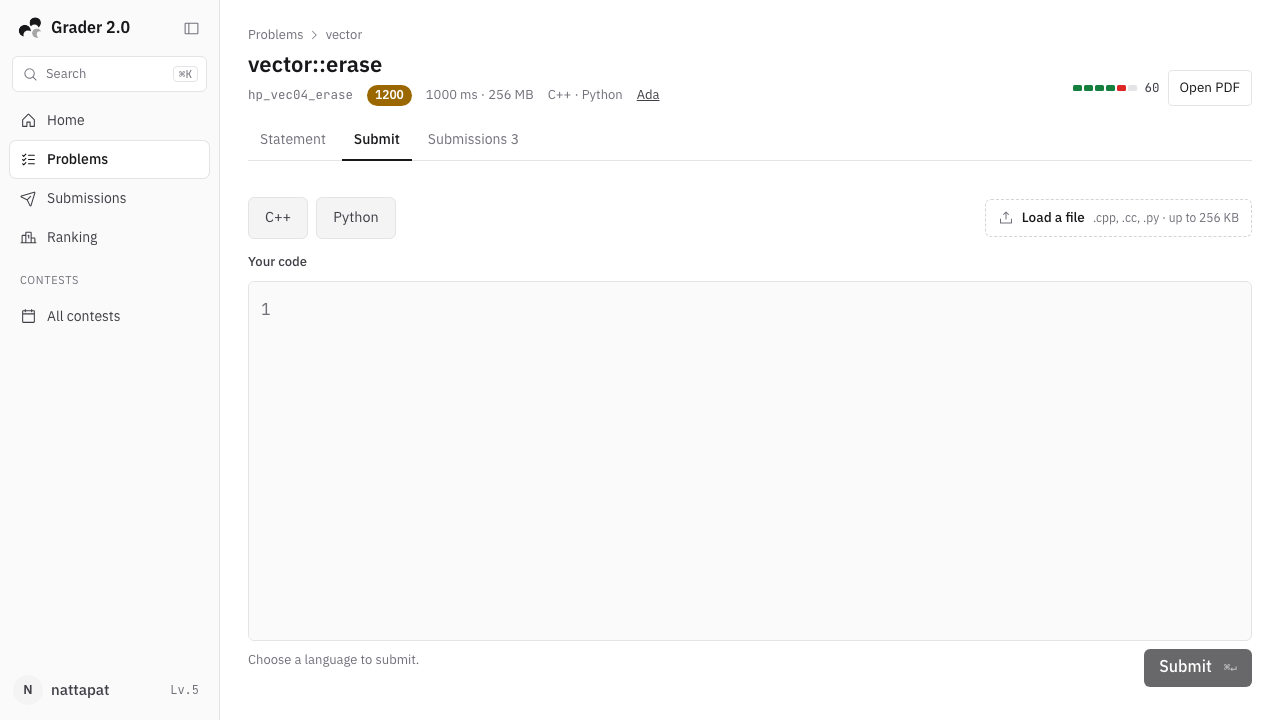 Grader 2.0
Search ⌘K
Home
Problems
Submissions
Ranking
CONTESTS
All contests
N nattapat Lv.5
Problems > vector
vector::erase
hp_vec04_erase 1200 1000 ms · 256 MB C++ · Python Ada
60 Open PDF
Statement Submit Submissions 3
C++ Python
Load a file .cpp, .cc, .py · up to 256 KB
Your code
1
Choose a language to submit.
Submit ⌘↵